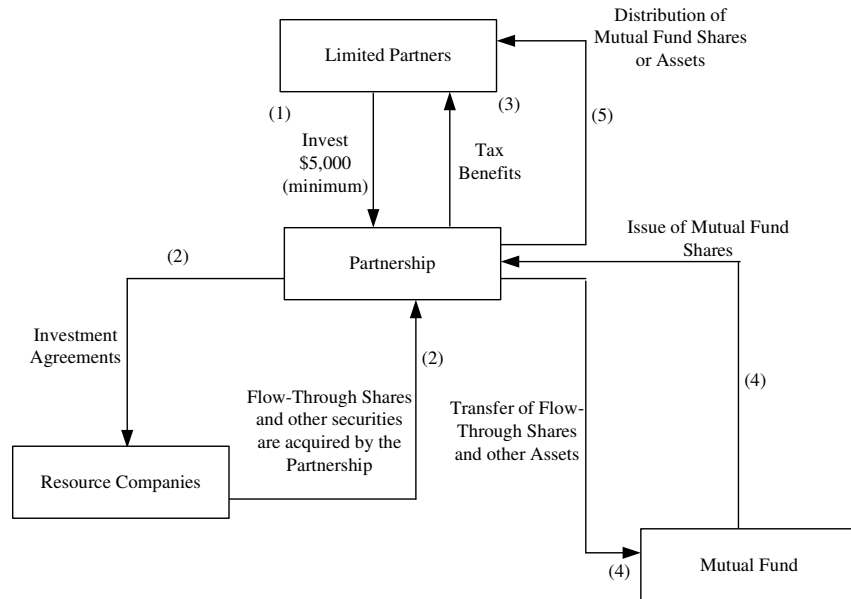 Distribution of
Mutual Fund Shares
or Assets
Limited Partners
(1)
(3)
(5)
Invest
$5,000
(minimum)
Tax
Benefits
Issue of Mutual Fund
Shares
(2)
Partnership
Investment
Agreements
(2)
(4)
Flow-Through Shares
and other securities
are acquired by the
Partnership
Transfer of Flow-
Through Shares
and other Assets
Resource Companies
(4)
Mutual Fund